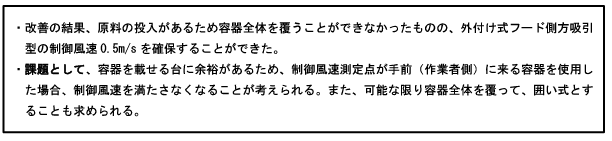 ・改善の結果、原料の投入があるため容器全体を覆うことができなかったものの、外付け式フード側方吸引
型の制御風速 0.5m/s を確保することができた。
・課題として、容器を載せる台に余裕があるため、制御風速測定点が手前（作業者側）に来る容器を使用し
た場合、制御風速を満たさなくなることが考えられる。また、可能な限り容器全体を覆って、囲い式とす
ることも求められる。